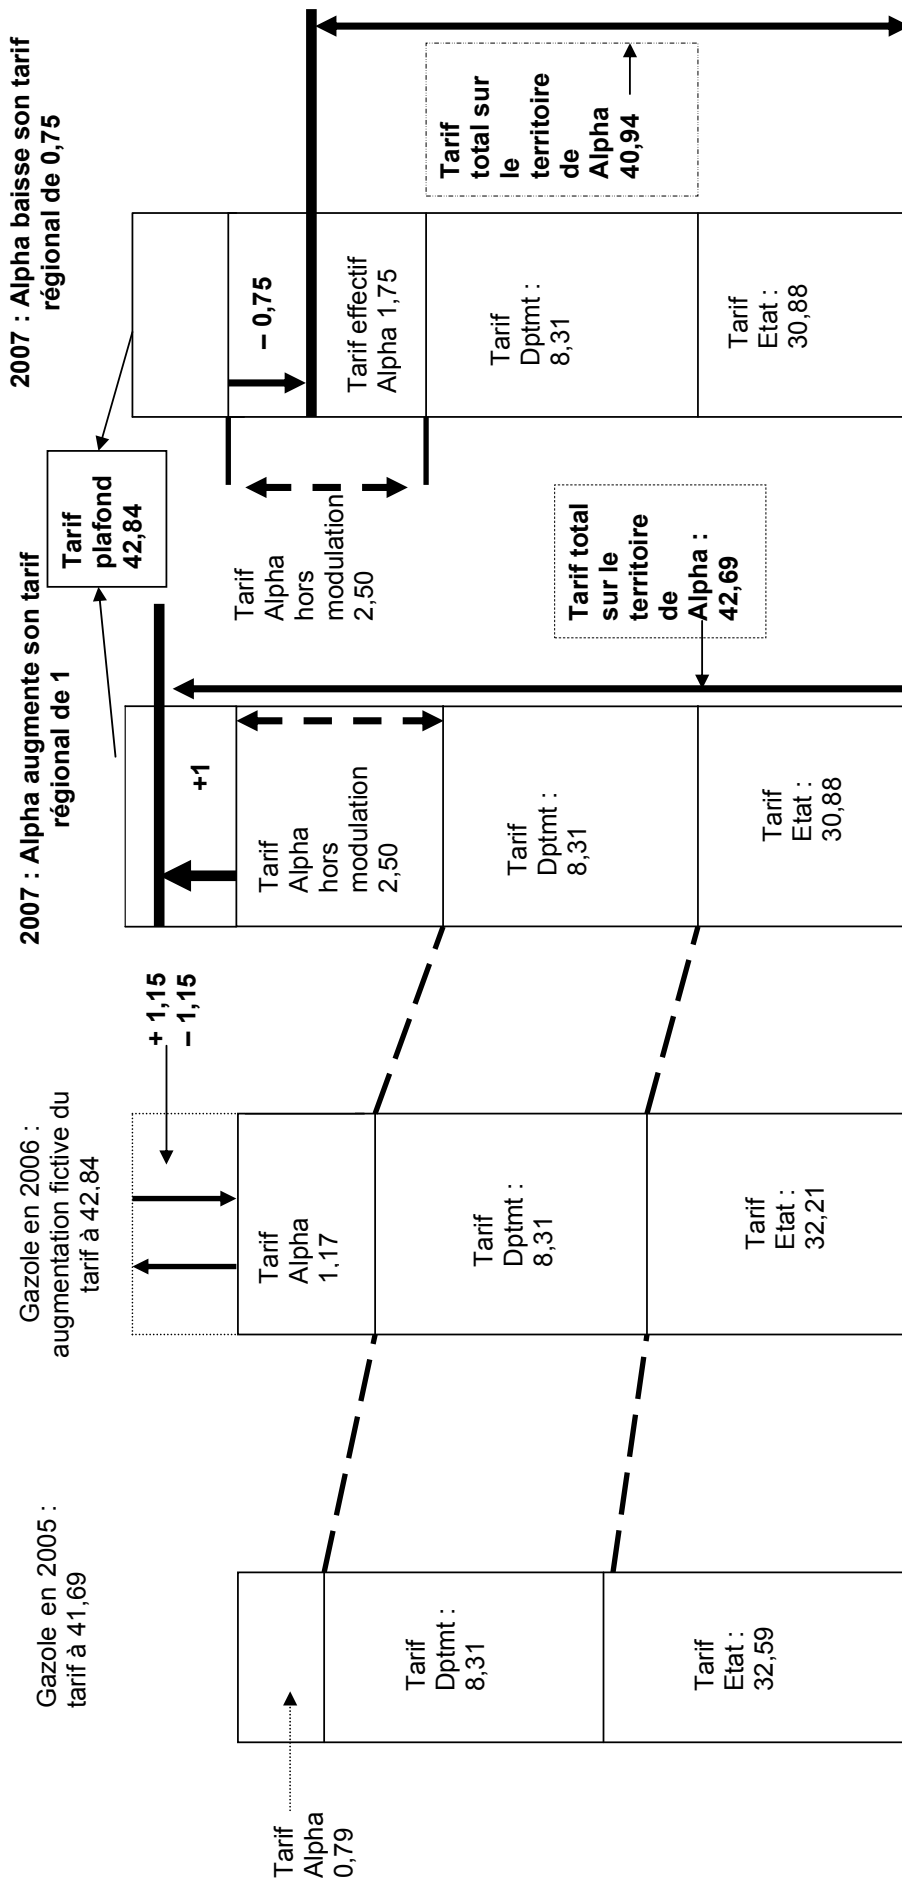 Gazole en 2005 :
tarif à 41,69
Tarif
Alpha
0,79
Tarif
Dptmt :
8,31
Tarif
Etat :
32,59
Gazole en 2006 :
augmentation fictive du
tarif à 42,84
+ 1,15
– 1,15
Tarif
Alpha
1,17
Tarif
Dptmt :
8,31
Tarif
Etat :
32,21
2007 : Alpha augmente son tarif
régional de 1
+1
Tarif
Alpha
hors
modulation
2,50
Tarif
Dptmt :
8,31
Tarif
Etat :
30,88
Tarif
plafond
42,84
Tarif total
sur le
territoire
de
Alpha :
42,69
2007 : Alpha baisse son tarif
régional de 0,75
Tarif
Alpha
hors
modulation
2,50
– 0,75
Tarif effectif
Alpha 1,75
Tarif
Dptmt :
8,31
Tarif
Etat :
30,88
Tarif
total sur
le
territoire
de
Alpha
40,94